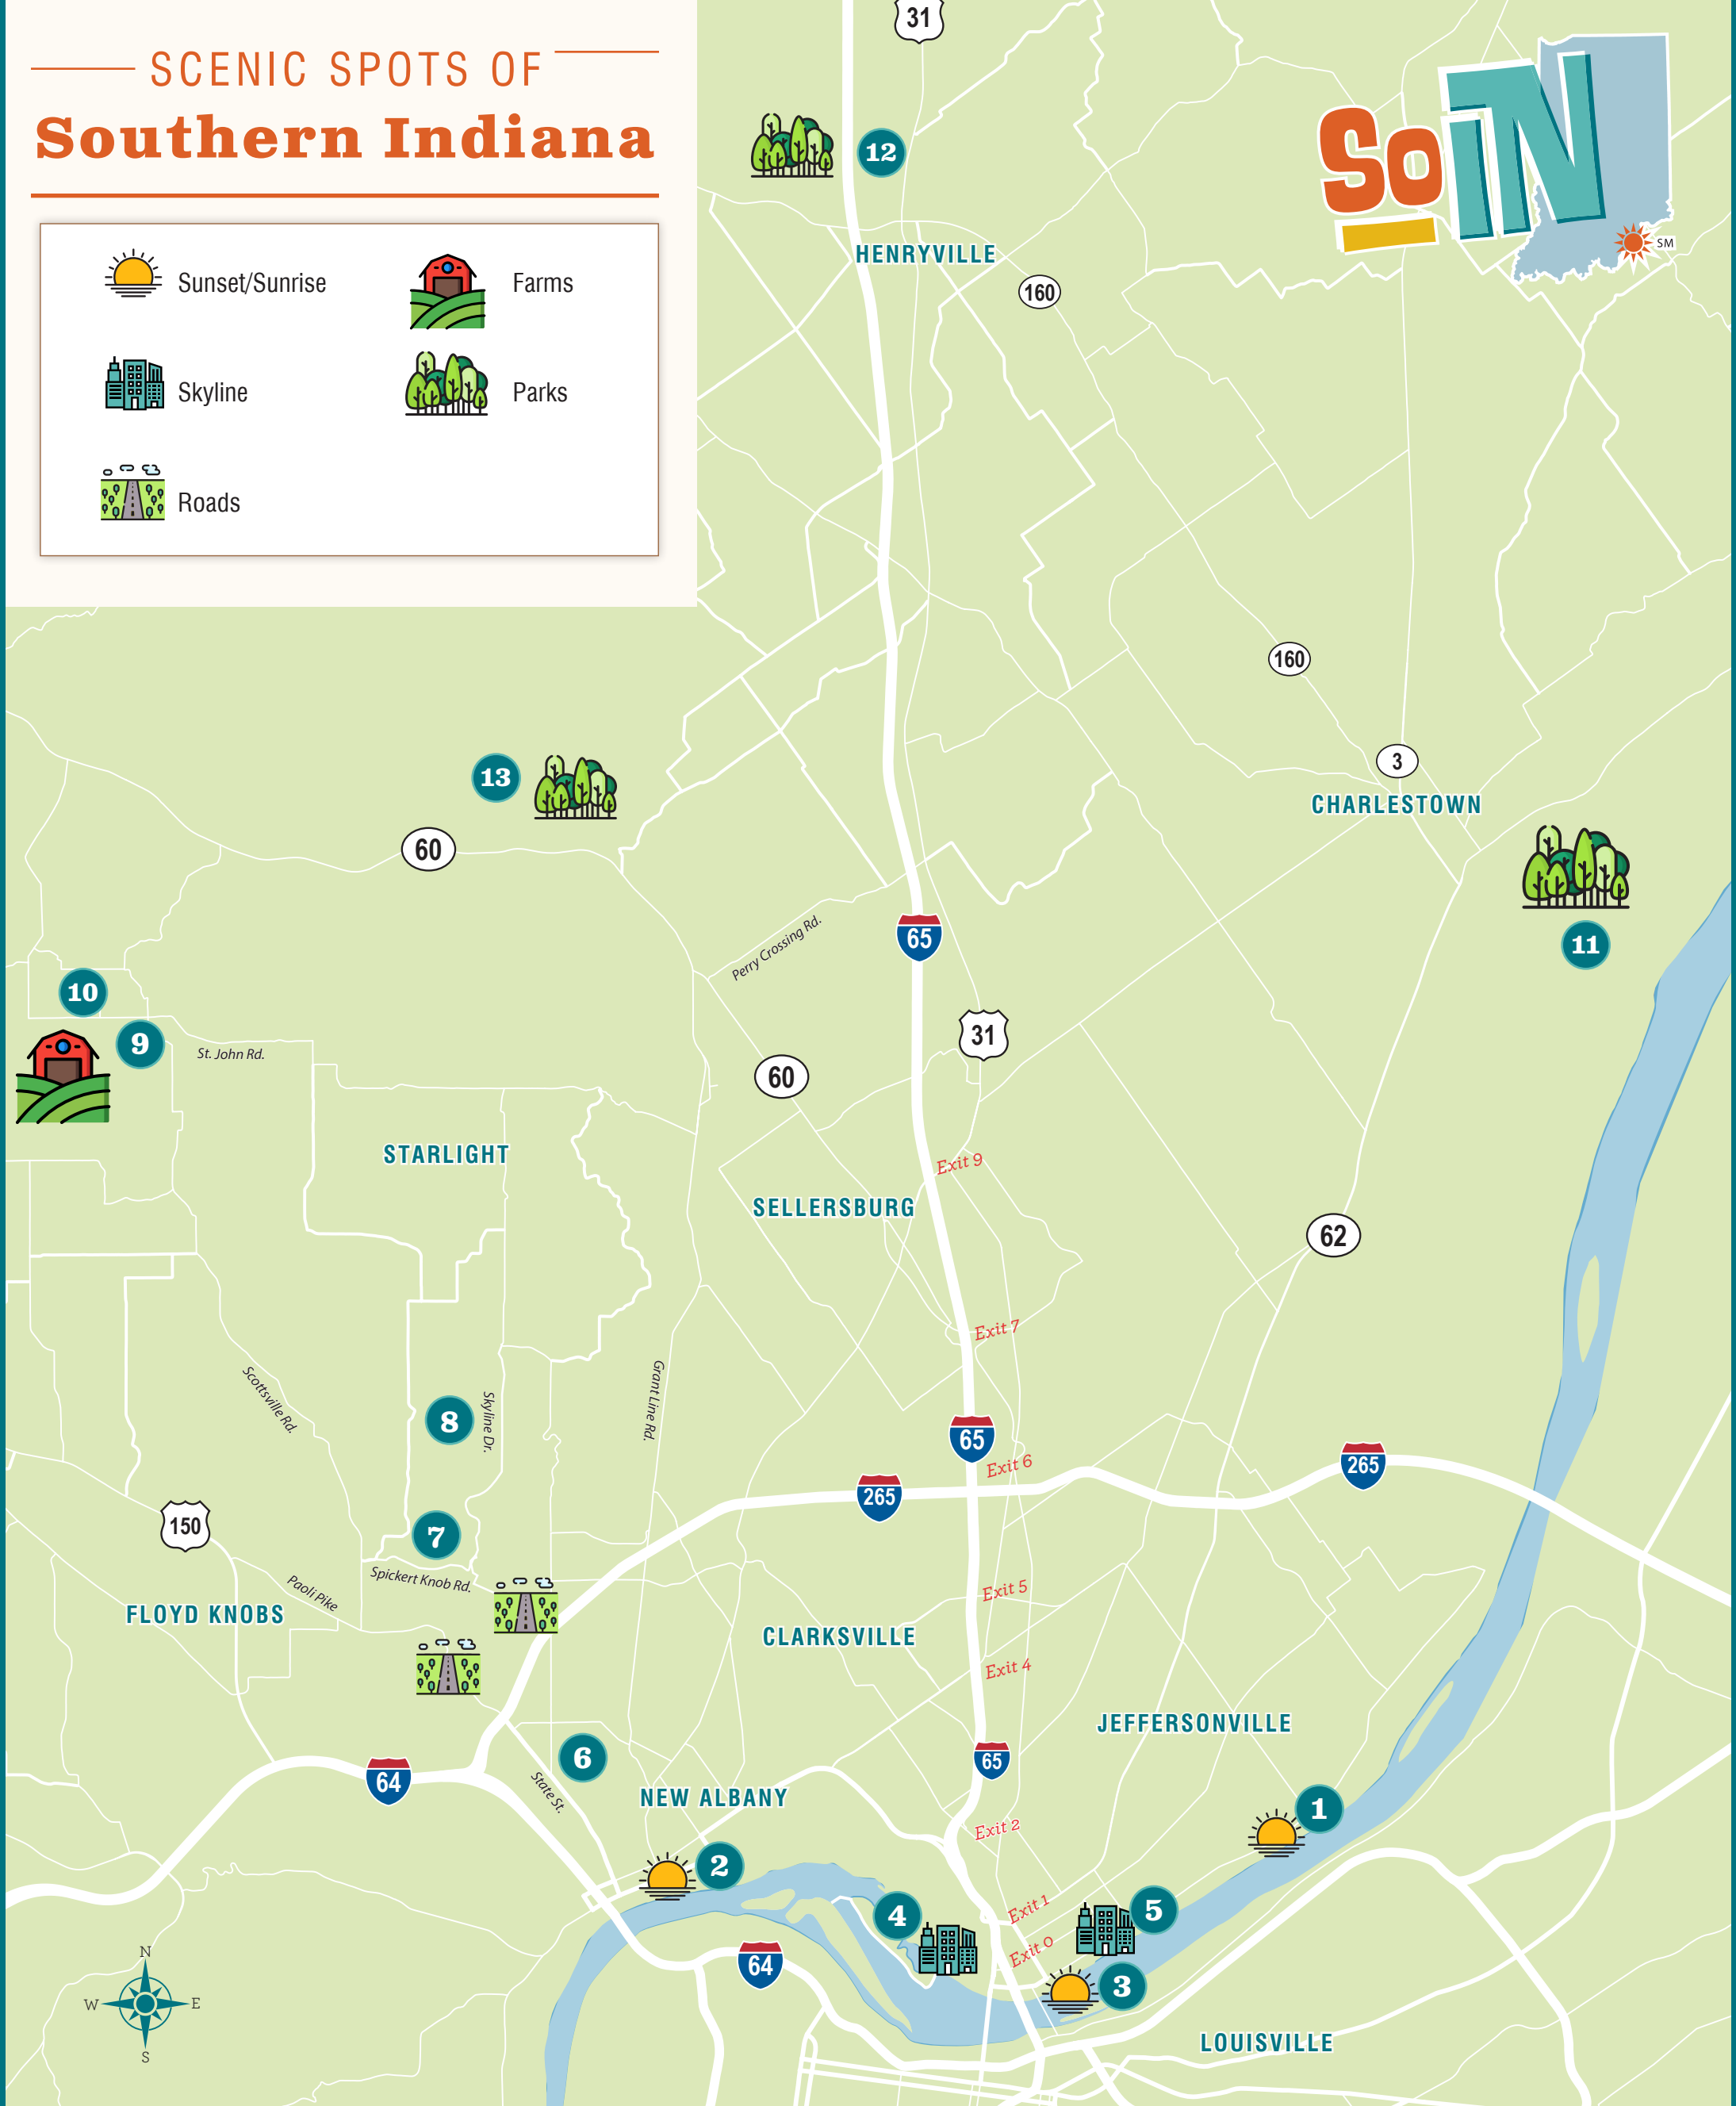 SCENIC SPOTS OF
Southern Indiana
Sunset/Sunrise
Farms
Skyline
Parks
Roads
31
12
SoIN
SM
HENRYVILLE
160
160
3
CHARLESTOWN
13
60
11
Perry Crossing Rd.
65
10
9
St. John Rd.
31
60
STARLIGHT
Exit 9
SELLERSBURG
62
Exit 7
Scottsville Rd.
8
Skyline Dr.
Grant Line Rd.
65
Exit 6
265
265
150
7
Spickert Knob Rd.
Paoli Pike
FLOYD KNOBS
Exit 5
CLARKSVILLE
Exit 4
JEFFERSONVILLE
6
65
64
State St.
NEW ALBANY
Exit 2
1
2
4
Exit 1
5
Exit 0
64
3
N
W
E
S
LOUISVILLE